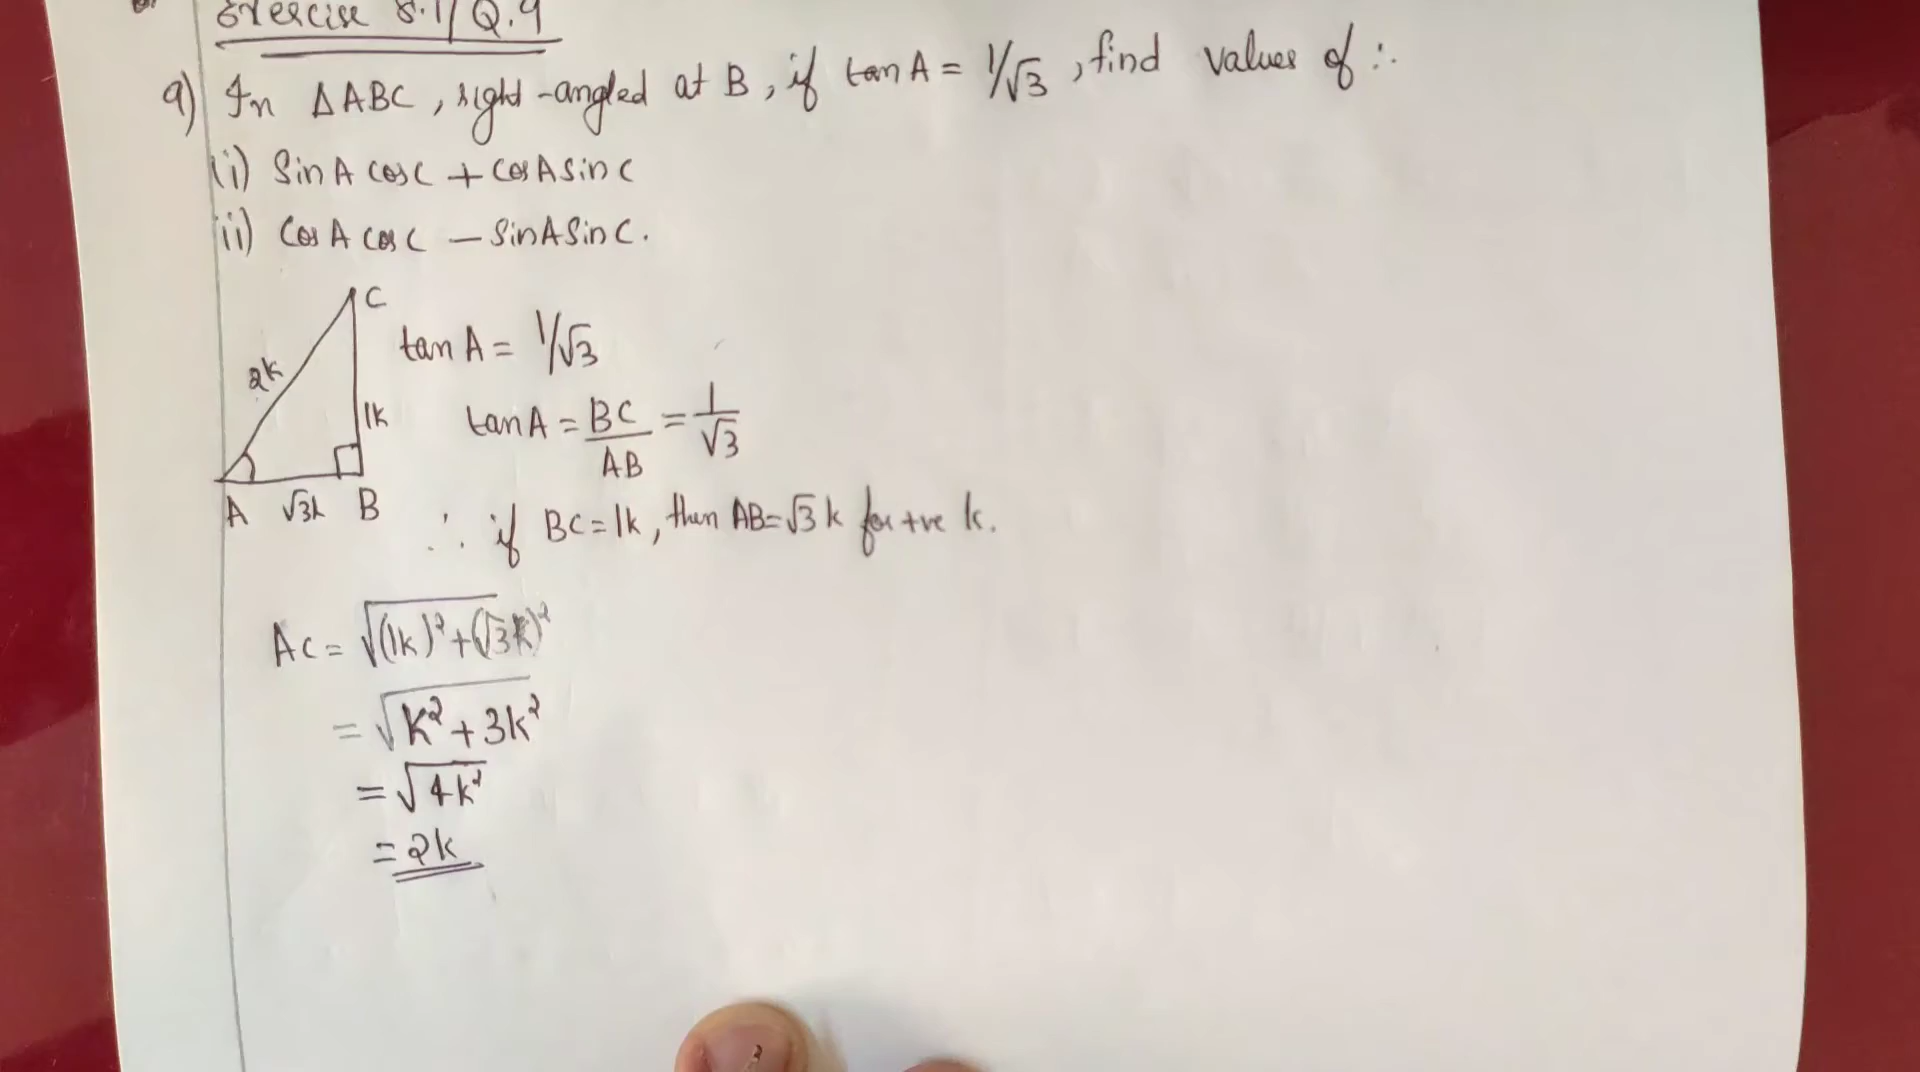 Exercise 8.1/Q.9
9) In ΔABC, right-angled at B, if tan A = 1/√3, find values of :.
(i) Sin A cos C + Cos A Sin C
ii) Cos A cos C — Sin A Sin C.
C
2k
1k
A √3k B
tan A = 1/√3
tan A = BC/AB = 1/√3
∴ if BC = 1k, then AB = √3 k for +ve k.
AC = √(1k)² + (√3k)²
= √K² + 3k²
= √4k²
= 2k